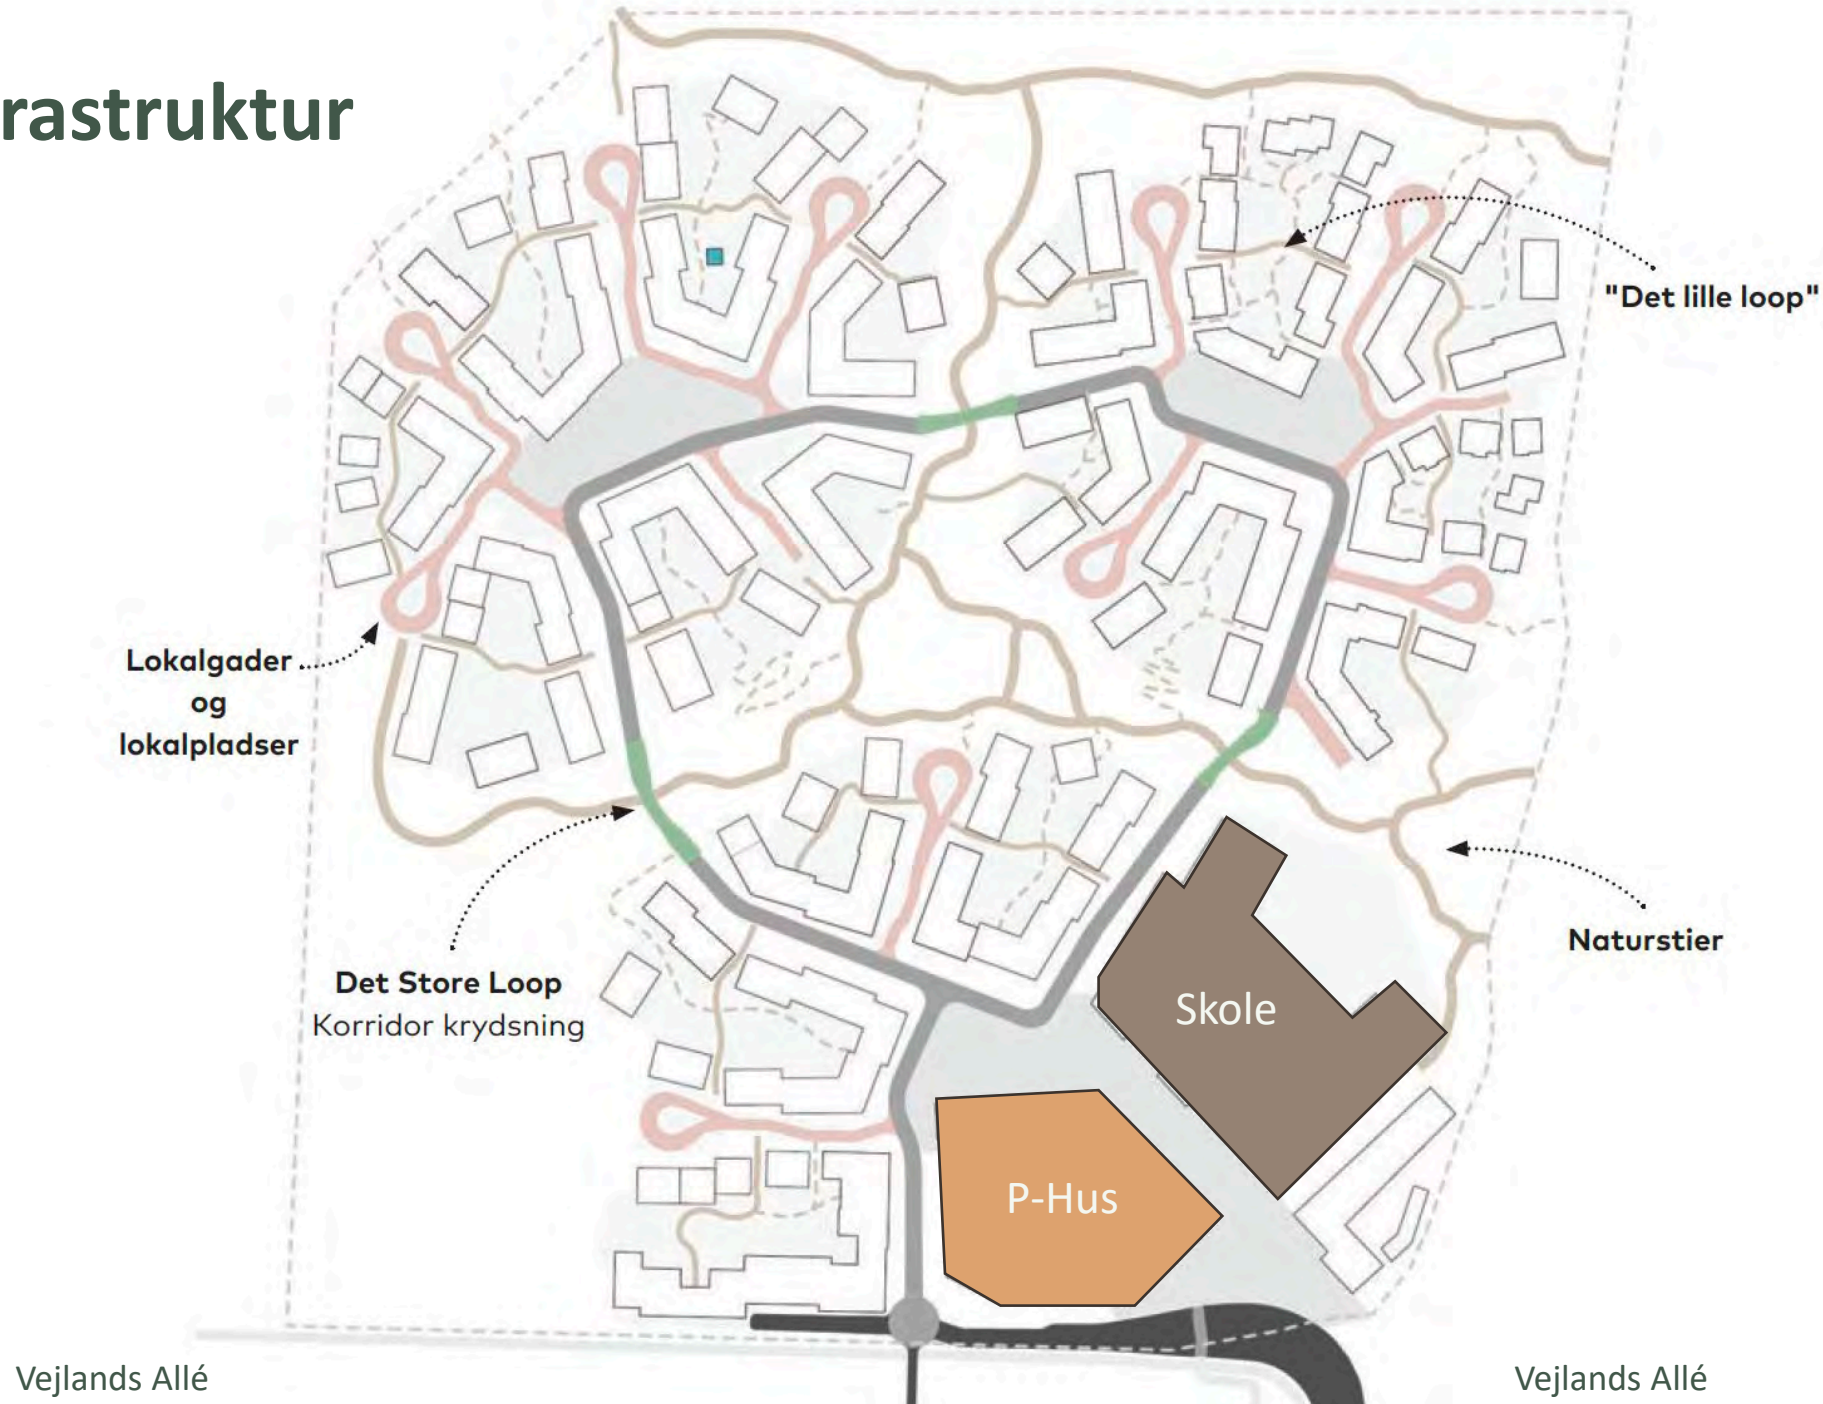 rastruktur
"Det lille loop"
Lokalgader
og
lokalpladser
Naturstier
Det Store Loop
Korridor krydsning
Skole
P-Hus
Vejlands Allé
Vejlands Allé